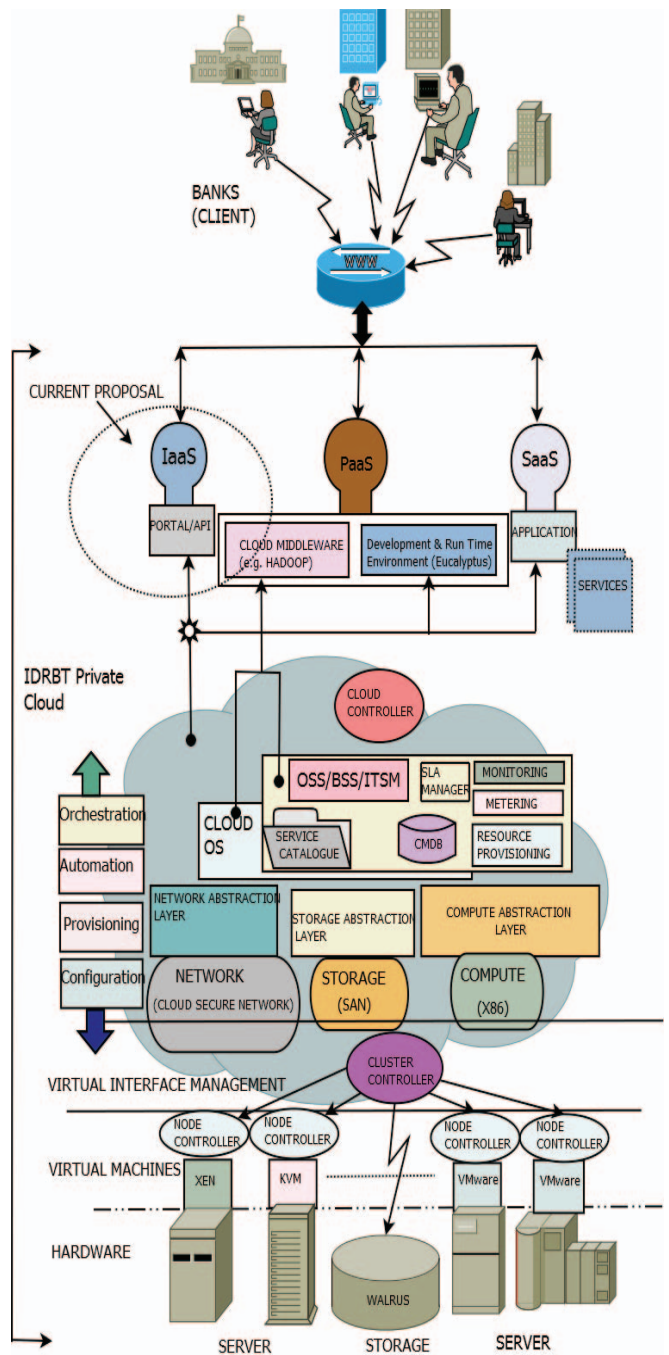 BANKS
(CLIENT)
WWW
CURRENT PROPOSAL
IaaS
PaaS
SaaS
PORTAL/API
CLOUD MIDDLEWARE
(e.g. HADOOP)
Development & Run Time
Environment (Eucalyptus)
APPLICATION
SERVICES
IDRBT Private
Cloud
CLOUD
CONTROLLER
OSS/BSS/ITSM
SLA
MANAGER
MONITORING
METERING
CLOUD
OS
SERVICE
CATALOGUE
CMDB
RESOURCE
PROVISIONING
Orchestration
Automation
Provisioning
Configuration
NETWORK ABSTRACTION
LAYER
STORAGE ABSTRACTION
LAYER
COMPUTE ABSTRACTION
LAYER
NETWORK
(CLOUD SECURE NETWORK)
STORAGE
(SAN)
COMPUTE
(X86)
CLUSTER
CONTROLLER
VIRTUAL INTERFACE MANAGEMENT
NODE
CONTROLLER
NODE
CONTROLLER
NODE
CONTROLLER
NODE
CONTROLLER
VIRTUAL MACHINES
XEN
KVM
VMware
VMware
HARDWARE
WALRUS
SERVER
STORAGE
SERVER